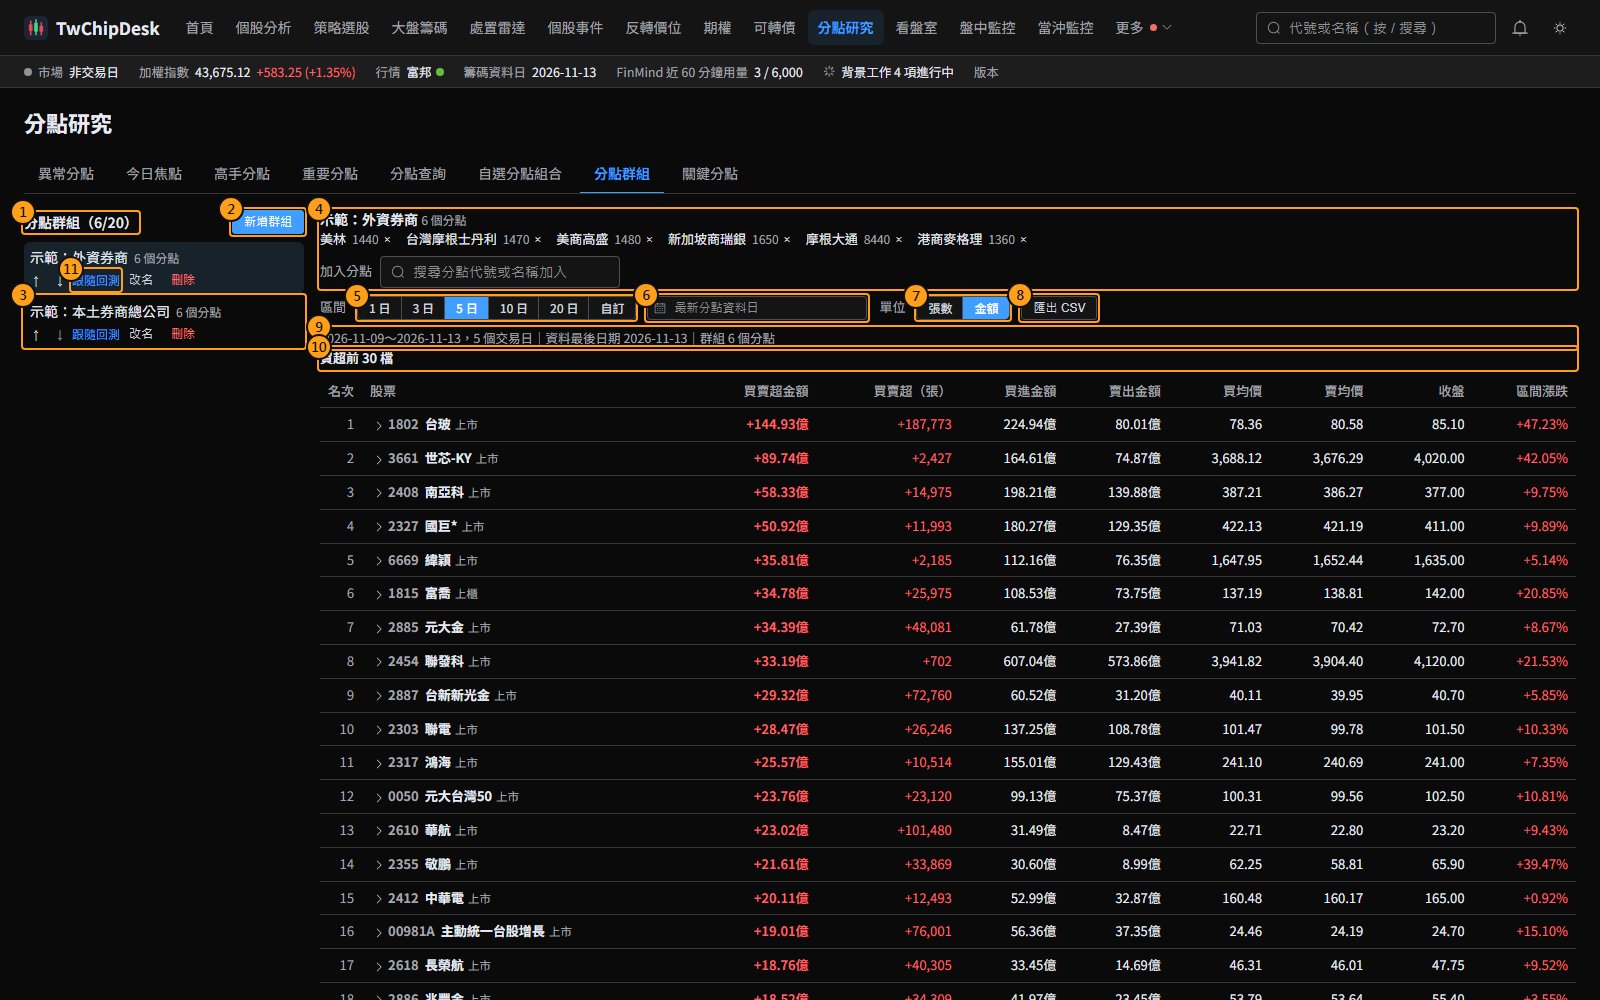 TwChipDesk 首頁 個股分析 策略選股 大盤籌碼 處置雷達 個股事件 反轉價位 期權 可轉債 分點研究 看盤室 盤中監控 當沖監控 更多 代號或名稱（按 / 搜尋）
市場 非交易日 加權指數 43,675.12 +583.25 (+1.35%) 行情 富邦 籌碼資料日 2026-11-13 FinMind 近 60 分鐘用量 3 / 6,000 背景工作 4 項進行中 版本
分點研究
異常分點 今日焦點 高手分點 重要分點 分點查詢 自選分點組合 分點群組 關鍵分點
1 分點群組（6/20） 2 新增群組
示範：外資券商 6 個分點
↑ ↓ 11 跟隨回測 改名 刪除
3 示範：本土券商總公司 6 個分點
↑ ↓ 跟隨回測 改名 刪除
4 示範：外資券商 6 個分點
美林 1440 × 台灣摩根士丹利 1470 × 美商高盛 1480 × 新加坡商瑞銀 1650 × 摩根大通 8440 × 港商麥格理 1360 ×
加入分點 搜尋分點代號或名稱加入
區間 5 1 日 3 日 5 日 10 日 20 日 自訂 6 最新分點資料日 單位 7 張數 金額 8 匯出 CSV
9 2026-11-09～2026-11-13，5 個交易日｜資料最後日期 2026-11-13｜群組 6 個分點
10 買超前 30 檔
名次 股票 買賣超金額 買賣超（張） 買進金額 賣出金額 買均價 賣均價 收盤 區間漲跌
1 1802 台玻 上市 +144.93億 +187,773 224.94億 80.01億 78.36 80.58 85.10 +47.23%
2 3661 世芯-KY 上市 +89.74億 +2,427 164.61億 74.87億 3,688.12 3,676.29 4,020.00 +42.05%
3 2408 南亞科 上市 +58.33億 +14,975 198.21億 139.88億 387.21 386.27 377.00 +9.75%
4 2327 國巨* 上市 +50.92億 +11,993 180.27億 129.35億 422.13 421.19 411.00 +9.89%
5 6669 緯穎 上市 +35.81億 +2,185 112.16億 76.35億 1,647.95 1,652.44 1,635.00 +5.14%
6 1815 富喬 上櫃 +34.78億 +25,975 108.53億 73.75億 137.19 138.81 142.00 +20.85%
7 2885 元大金 上市 +34.39億 +48,081 61.78億 27.39億 71.03 70.42 72.70 +8.67%
8 2454 聯發科 上市 +33.19億 +702 607.04億 573.86億 3,941.82 3,904.40 4,120.00 +21.53%
9 2887 台新新光金 上市 +29.32億 +72,760 60.52億 31.20億 40.11 39.95 40.70 +5.85%
10 2303 聯電 上市 +28.47億 +26,246 137.25億 108.78億 101.47 99.78 101.50 +10.33%
11 2317 鴻海 上市 +25.57億 +10,514 155.01億 129.43億 241.10 240.69 241.00 +7.35%
12 0050 元大台灣50 上市 +23.76億 +23,120 99.13億 75.37億 100.31 99.56 102.50 +10.81%
13 2610 華航 上市 +23.02億 +101,480 31.49億 8.47億 22.71 22.80 23.20 +9.43%
14 2355 敬鵬 上市 +21.61億 +33,869 30.60億 8.99億 62.25 58.81 65.90 +39.47%
15 2412 中華電 上市 +20.11億 +12,493 52.99億 32.87億 160.48 160.17 165.00 +0.92%
16 00981A 主動統一台股增長 上市 +19.01億 +76,001 56.36億 37.35億 24.46 24.19 24.70 +15.10%
17 2618 長榮航 上市 +18.76億 +40,305 33.45億 14.69億 46.31 46.01 47.75 +9.52%
18 2886 兆豐金 上市 +18.52億 +34,309 41.97億 23.45億 53.79 53.64 55.40 +3.55%